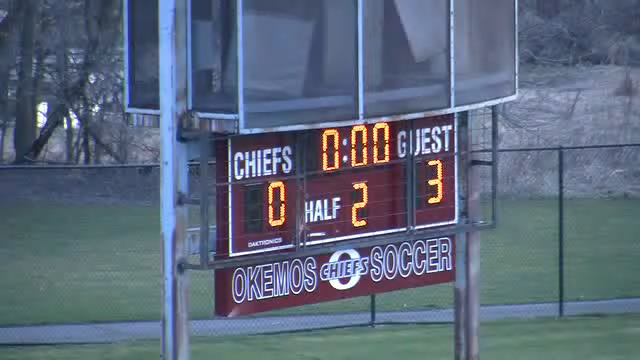 CHIEFS 0:00 GUEST
0 HALF 2 3
DAKTRONICS
OKEMOS CHIEFS SOCCER